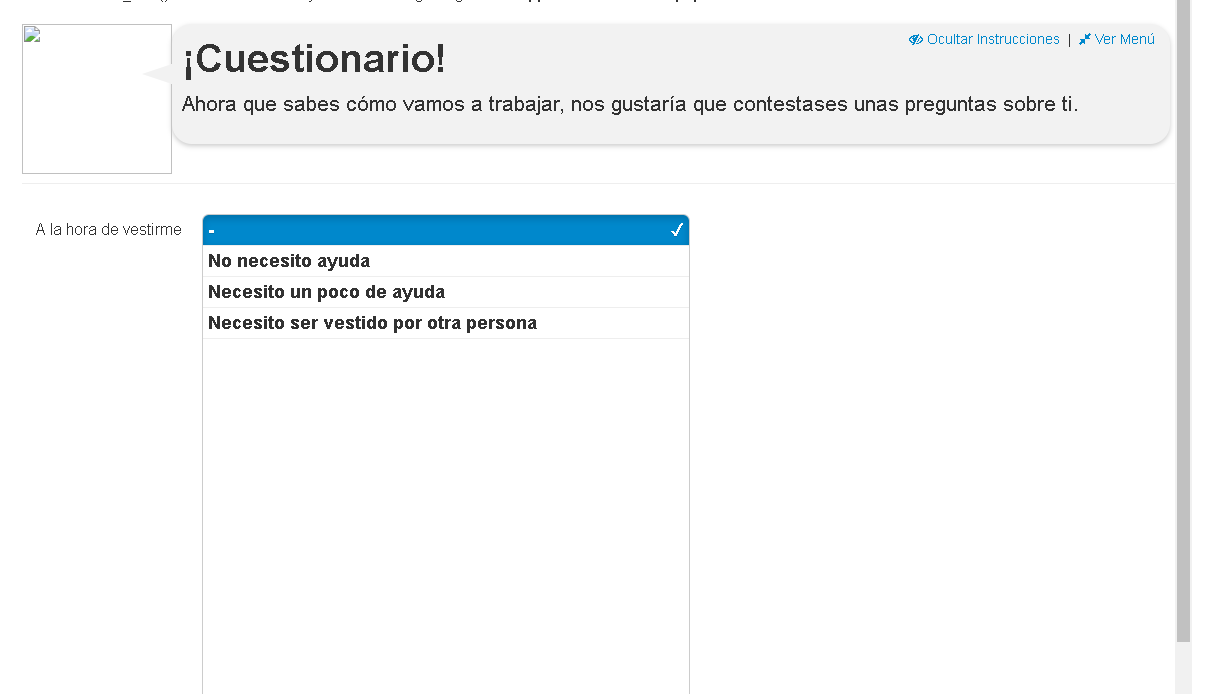 Ocultar Instrucciones | Ver Menú
¡Cuestionario!
Ahora que sabes cómo vamos a trabajar, nos gustaría que contestases unas preguntas sobre ti.
A la hora de vestirme
-
No necesito ayuda
Necesito un poco de ayuda
Necesito ser vestido por otra persona